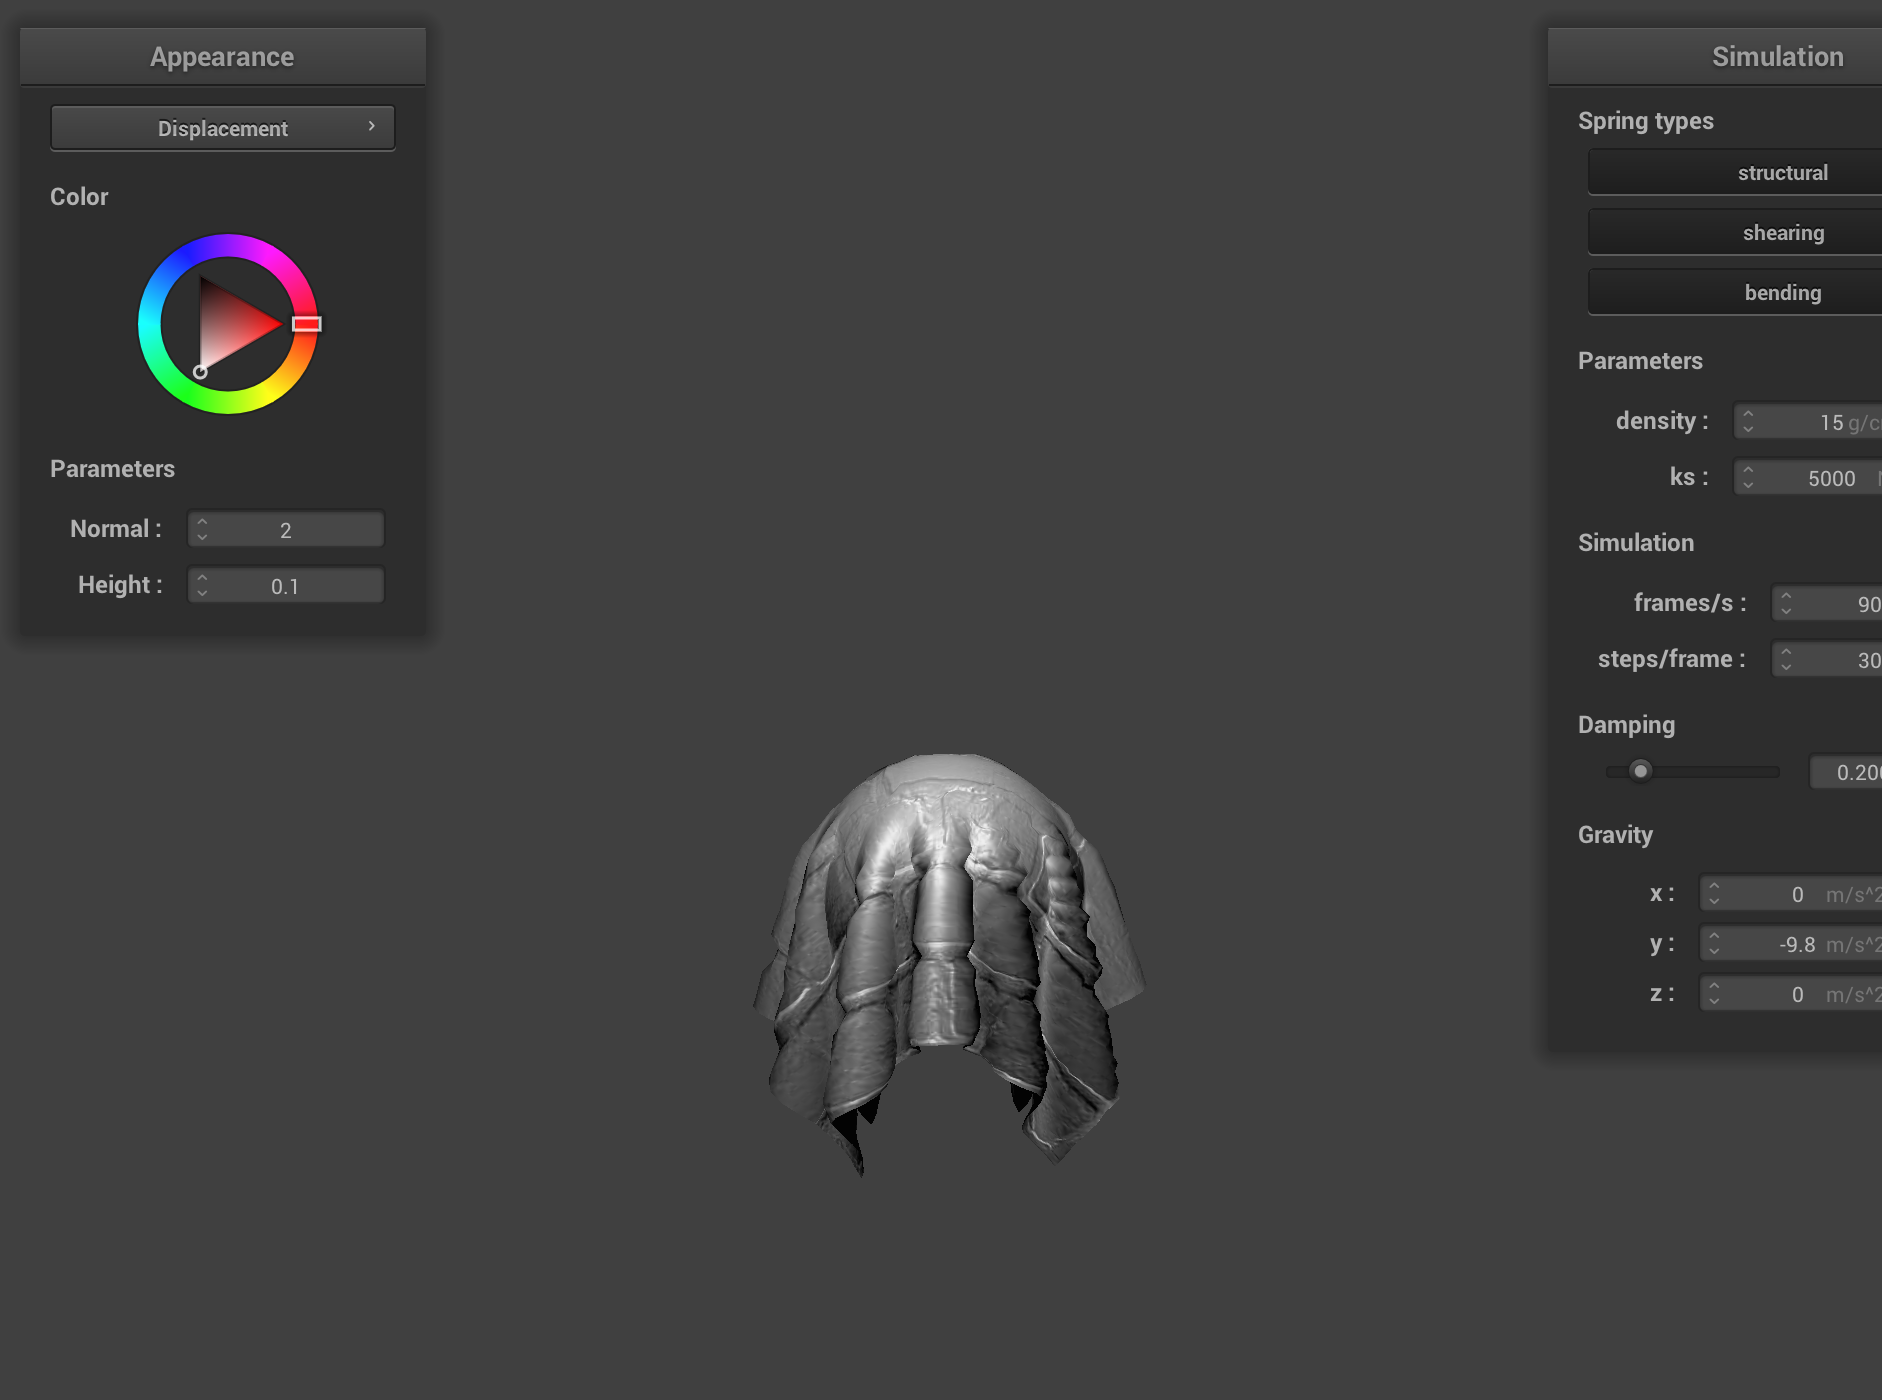 Appearance
Displacement
Color
Parameters
Normal :
2
Height :
0.1
Simulation
Spring types
structural
shearing
bending
Parameters
density :
15
ks :
5000
Simulation
frames/s :
90
steps/frame :
30
Damping
0.200
Gravity
x :
0 m/s^2
y :
-9.8 m/s^2
z :
0 m/s^2